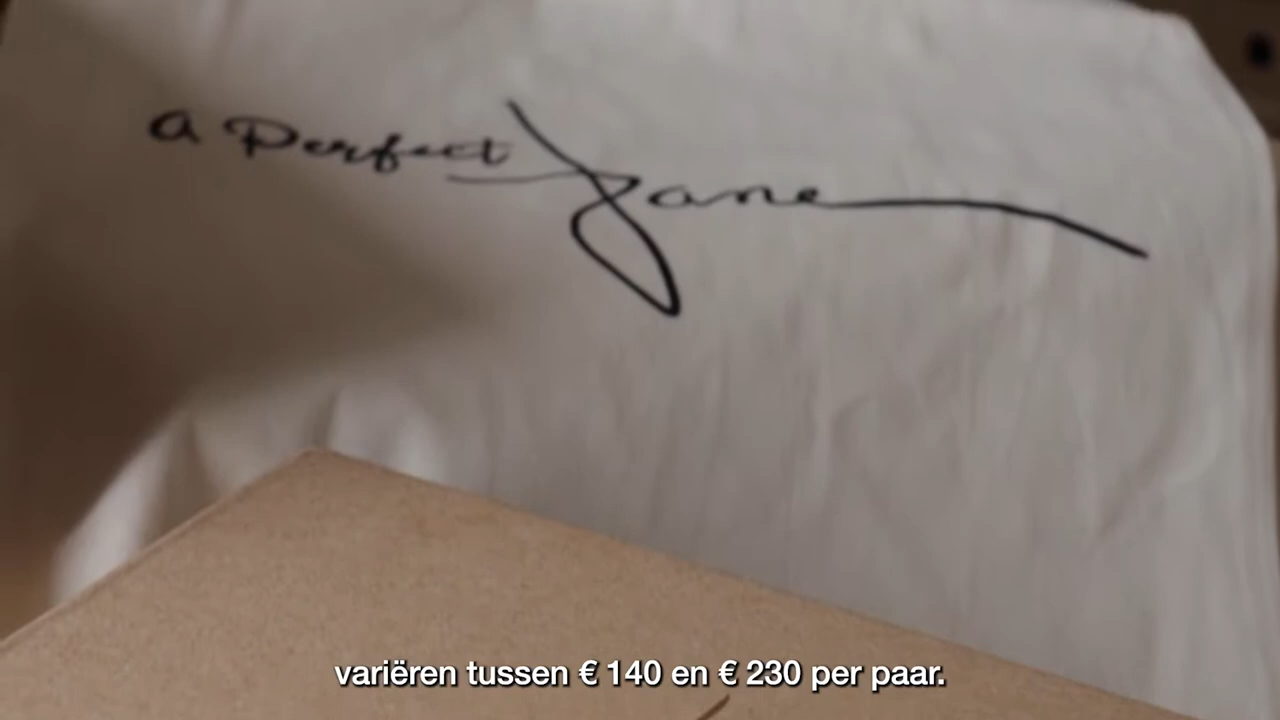 a Perfect Jane
variëren tussen € 140 en € 230 per paar.